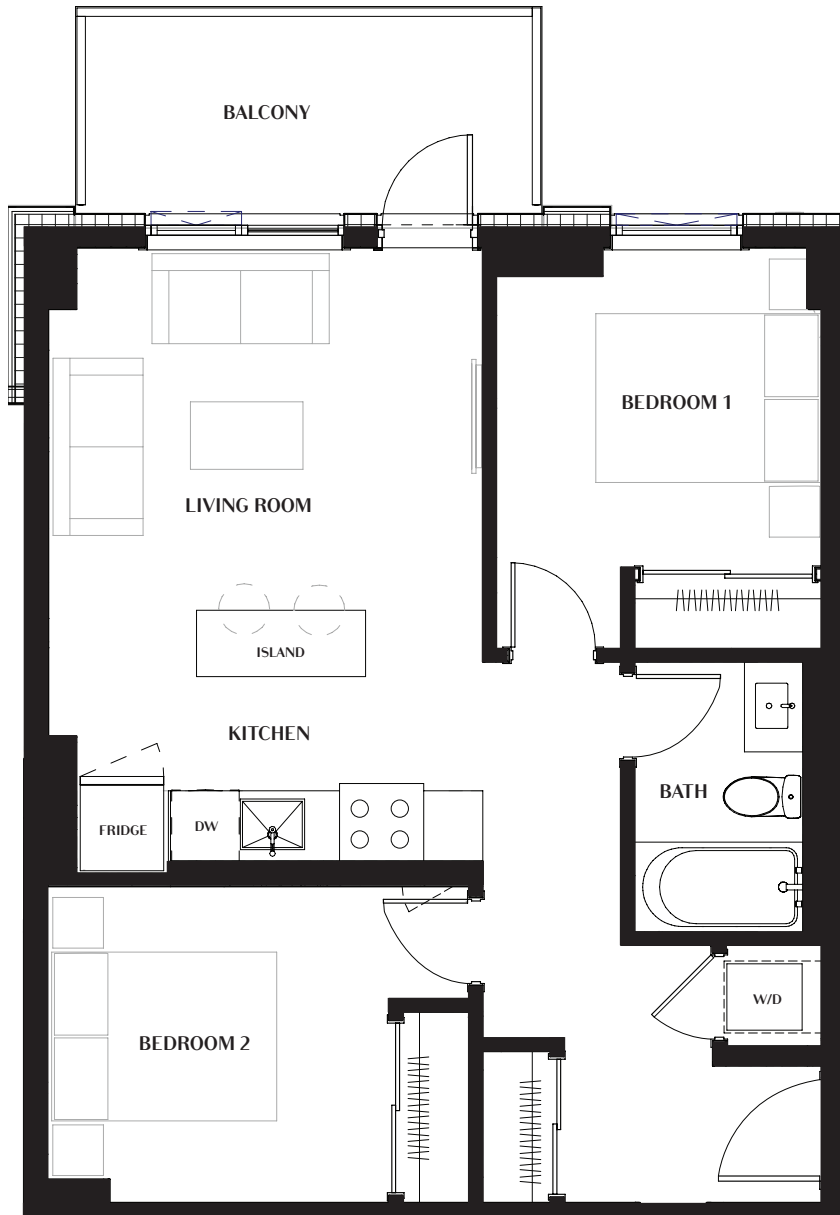 BALCONY
BEDROOM 1
LIVING ROOM
ISLAND
KITCHEN
BATH
FRIDGE
DW
W/D
BEDROOM 2